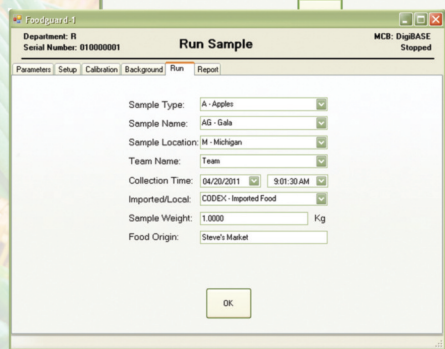 Foodguard-1
Department: R
Serial Number: 010000001
Run Sample
MCB: DigiBASE
Stopped
Parameters Setup Calibration Background Run Report
Sample Type: A - Apples
Sample Name: AG - Gala
Sample Location: M - Michigan
Team Name: Team
Collection Time: 04/20/2011 9:01:30 AM
Imported/Local: CODEX - Imported Food
Sample Weight: 1.0000 Kg
Food Origin: Steve's Market
OK